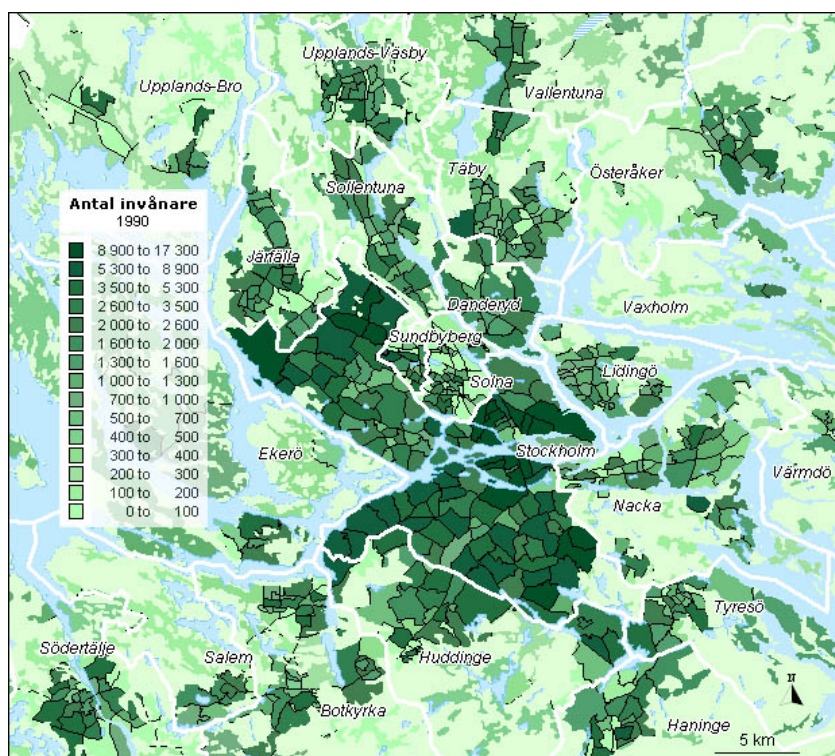 Upplands-Väsby
Upplands-Bro
Vallentuna
Täby
Österåker
Sollentuna
Antal invånare
1990
8 900 to 17 300
5 300 to 8 900
3 500 to 5 300
2 600 to 3 500
2 000 to 2 600
1 600 to 2 000
1 300 to 1 600
1 000 to 1 300
700 to 1 000
500 to 700
400 to 500
300 to 400
200 to 300
100 to 200
0 to 100
Järfälla
Danderyd
Vaxholm
Sundbyberg
Lidingö
Solna
Ekerö
Stockholm
Värmdö
Nacka
Tyresö
Södertälje
Salem
Huddinge
N
Botkyrka
Haninge
5 km